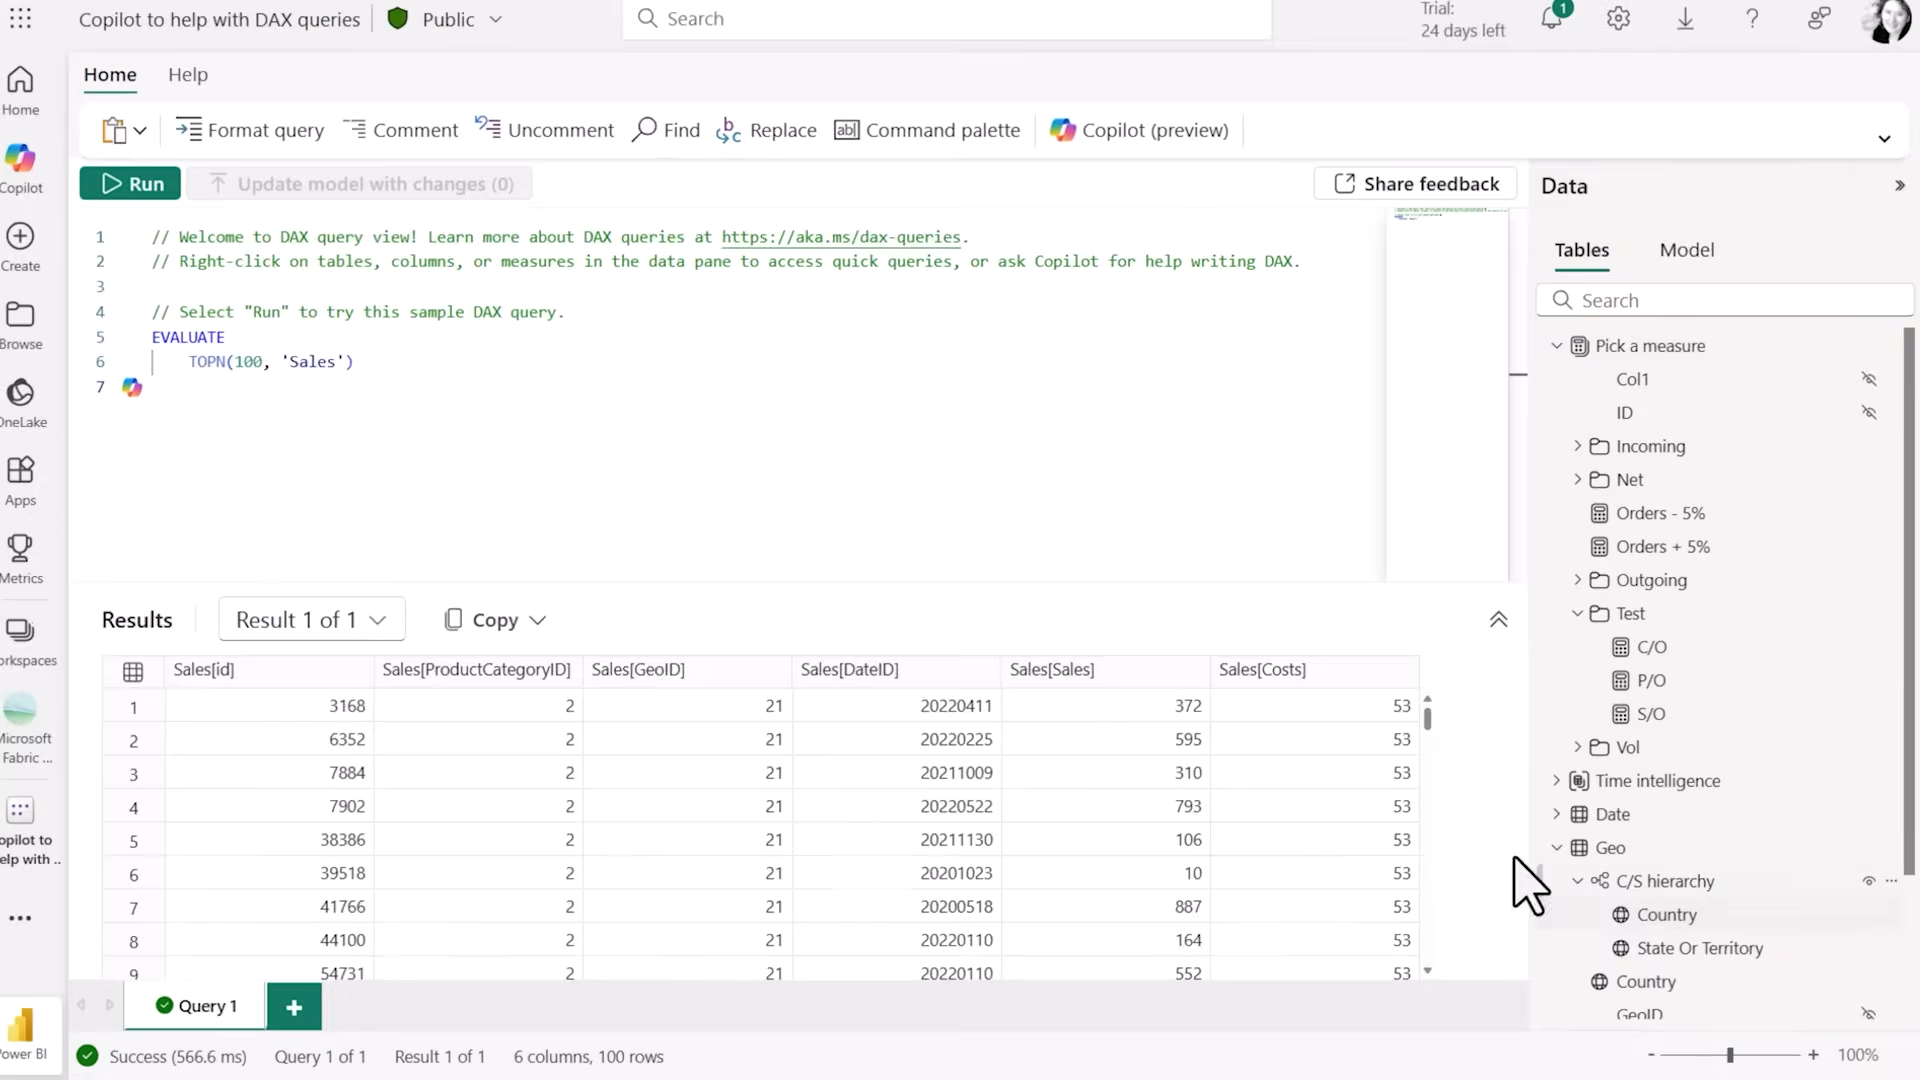 Copilot to help with DAX queries
Public
Search
Trial:
24 days left
1
Home
Help
Format query
Comment
Uncomment
Find
Replace
Command palette
Copilot (preview)
Run
Update model with changes (0)
Share feedback
1 // Welcome to DAX query view! Learn more about DAX queries at https://aka.ms/dax-queries.
2 // Right-click on tables, columns, or measures in the data pane to access quick queries, or ask Copilot for help writing DAX.
3
4 // Select "Run" to try this sample DAX query.
5 EVALUATE
6 TOPN(100, 'Sales')
7
Home
Copilot
Create
Browse
OneLake
Apps
Metrics
orkspaces
Microsoft
Fabric ...
opilot to
elp with ..
Power BI
Results
Result 1 of 1
Copy
Sales[id] Sales[ProductCategoryID] Sales[GeoID] Sales[DateID] Sales[Sales] Sales[Costs]
1 3168 2 21 20220411 372 53
2 6352 2 21 20220225 595 53
3 7884 2 21 20211009 310 53
4 7902 2 21 20220522 793 53
5 38386 2 21 20211130 106 53
6 39518 2 21 20201023 10 53
7 41766 2 21 20200518 887 53
8 44100 2 21 20220110 164 53
9 54731 2 21 20220110 552 53
Query 1
Success (566.6 ms) Query 1 of 1 Result 1 of 1 6 columns, 100 rows
Data
Tables
Model
Search
Pick a measure
Col1
ID
Incoming
Net
Orders - 5%
Orders + 5%
Outgoing
Test
C/O
P/O
S/O
Vol
Time intelligence
Date
Geo
C/S hierarchy
Country
State Or Territory
Country
GeoID
- + 100%